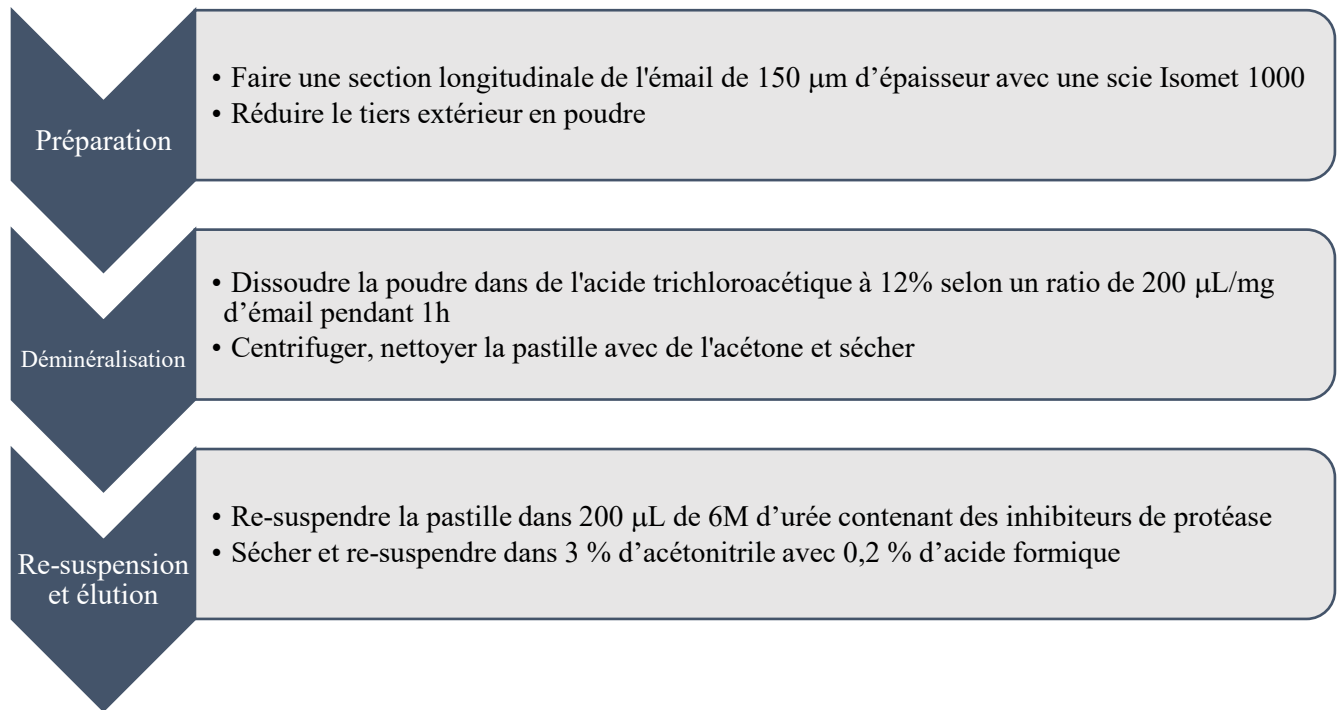 Préparation
• Faire une section longitudinale de l'émail de 150 μm d’épaisseur avec une scie Isomet 1000
• Réduire le tiers extérieur en poudre
Déminéralisation
• Dissoudre la poudre dans de l'acide trichloroacétique à 12% selon un ratio de 200 μL/mg
d’émail pendant 1h
• Centrifuger, nettoyer la pastille avec de l'acétone et sécher
Re-suspension
et élution
• Re-suspendre la pastille dans 200 μL de 6M d’urée contenant des inhibiteurs de protéase
• Sécher et re-suspendre dans 3 % d’acétonitrile avec 0,2 % d’acide formique